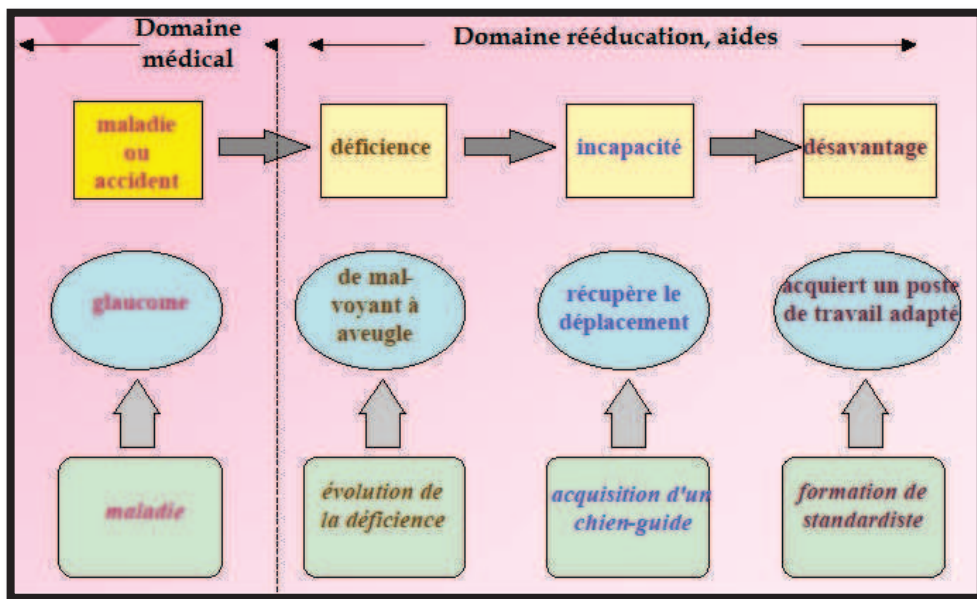 Domaine
médical
Domaine rééducation, aides
maladie
ou
accident
déficience
incapacité
désavantage
glaucome
de mal-
voyant à
aveugle
récupère le
déplacement
acquiert un poste
de travail adapté
maladie
évolution de
la déficience
acquisition d'un
chien-guide
formation de
standardiste